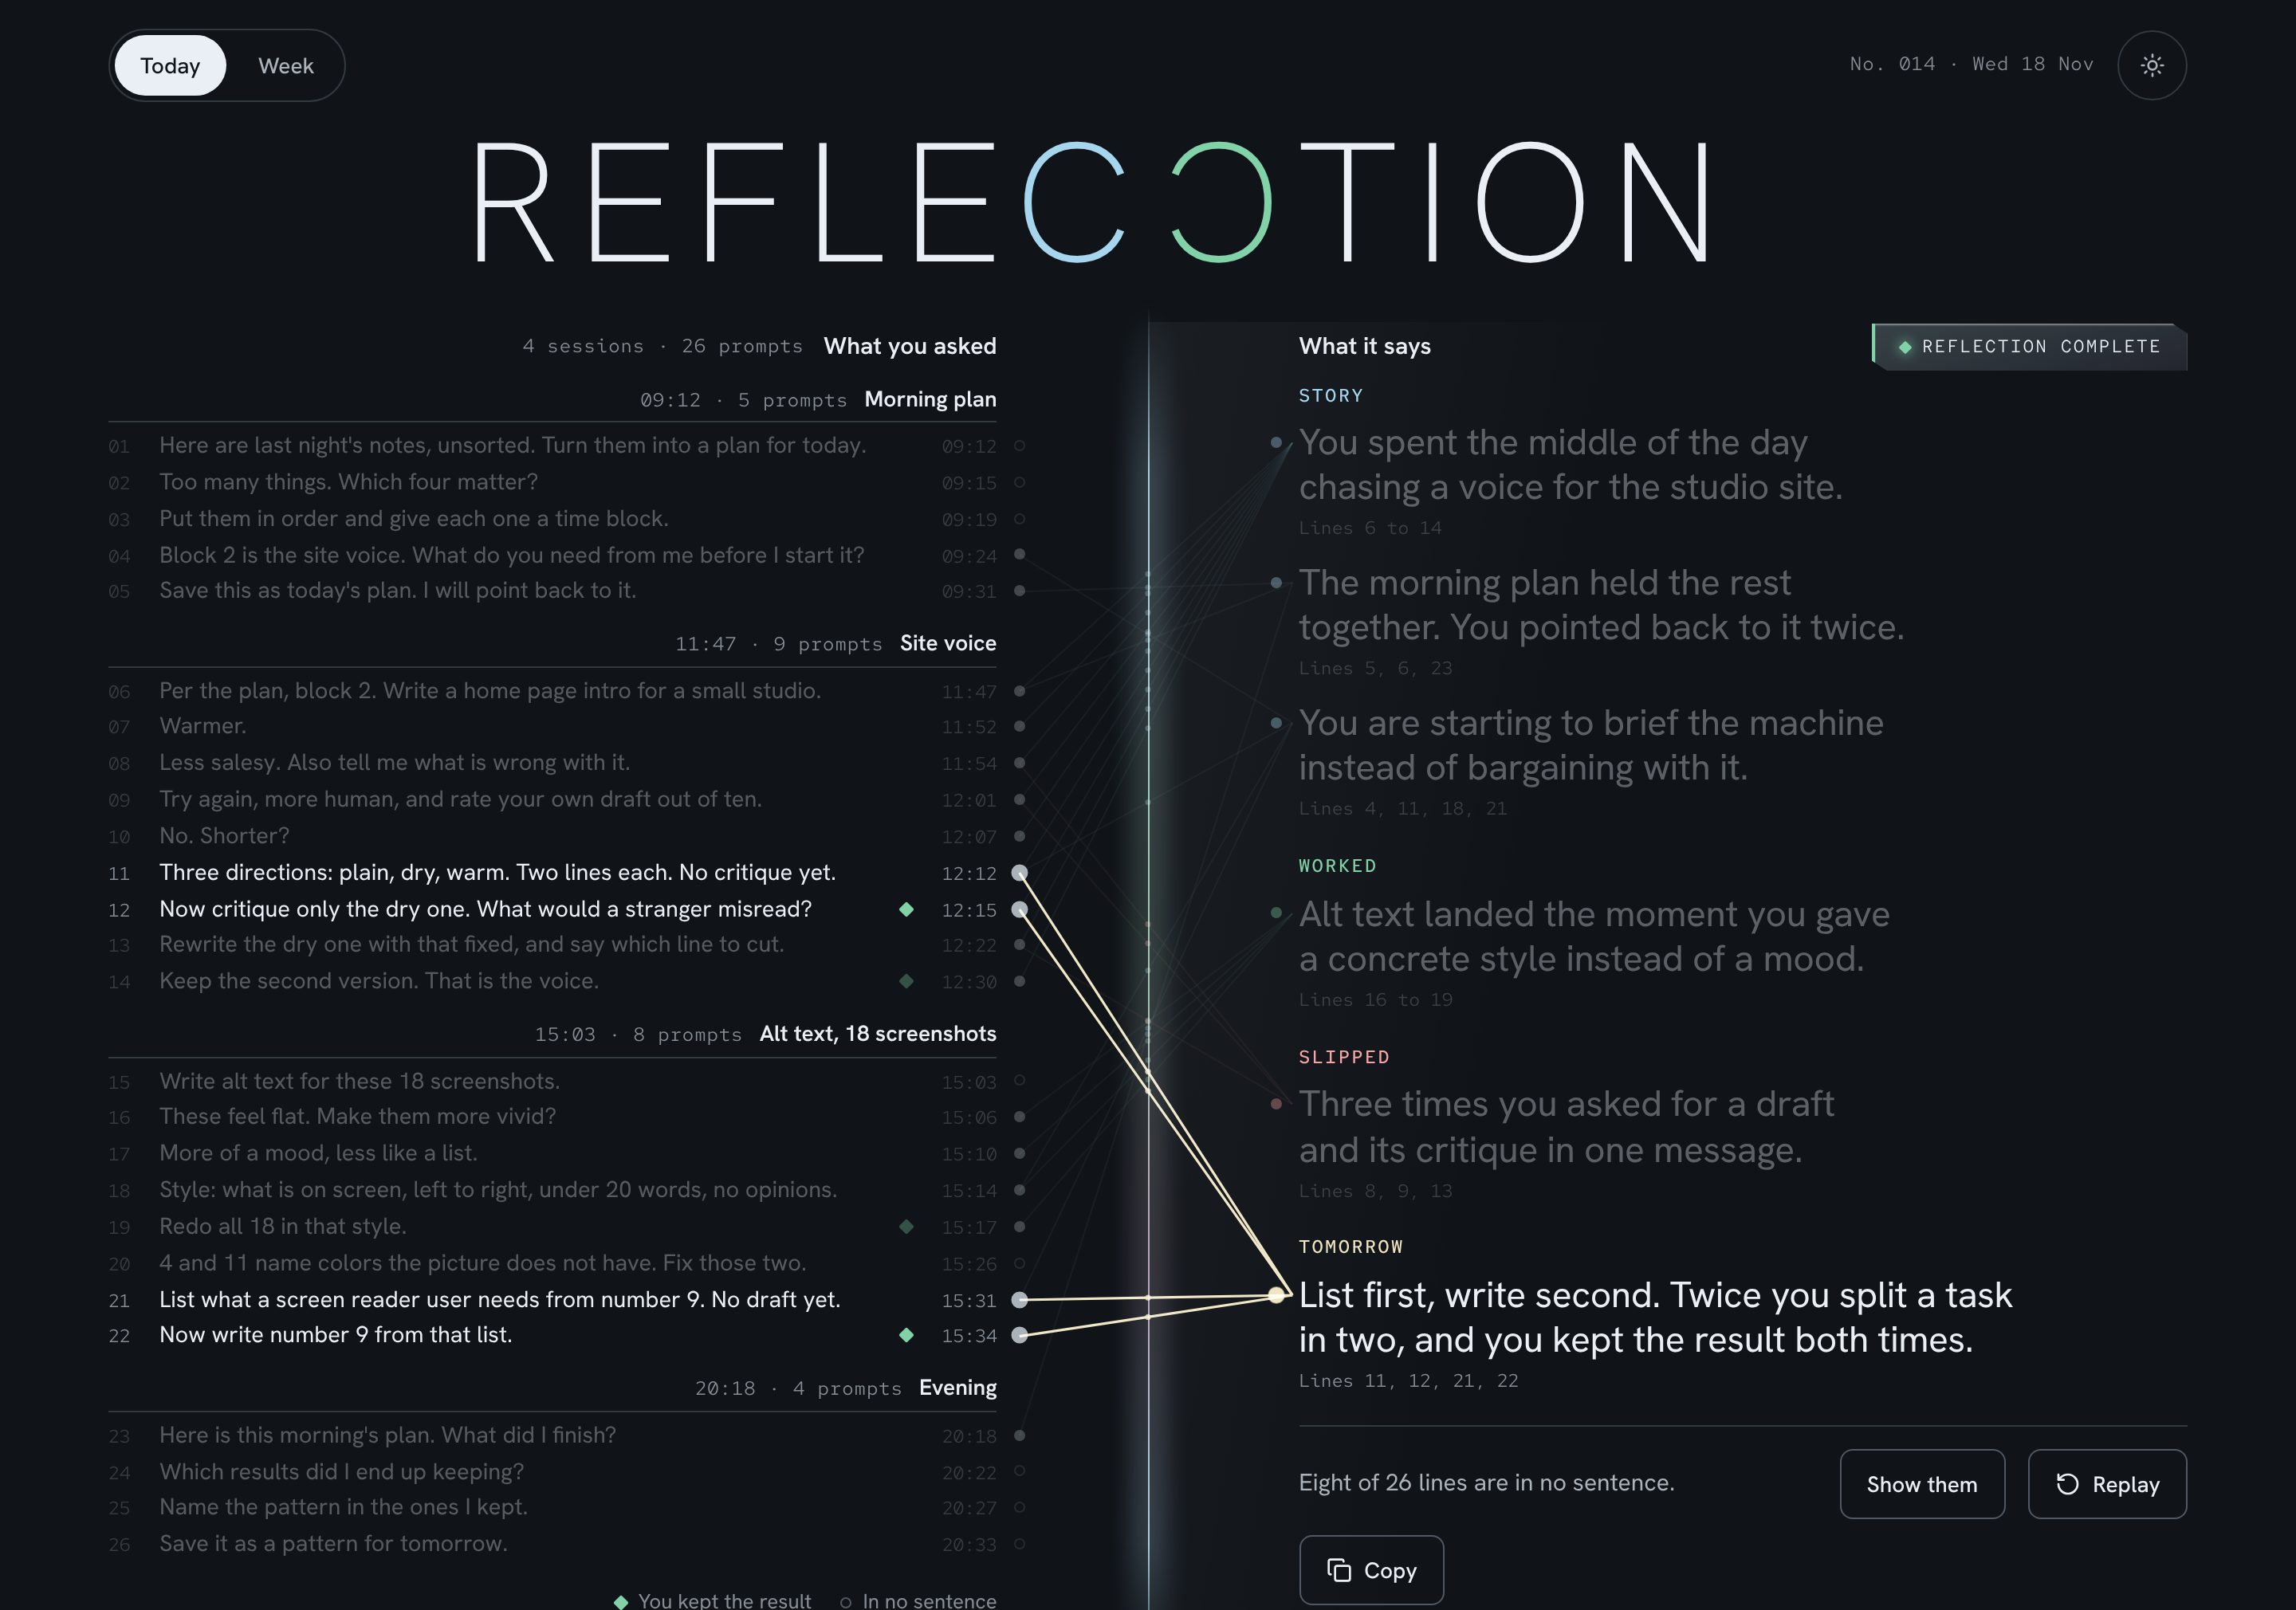 Today Week
No. 014 · Wed 18 Nov
REFLECƆTION
4 sessions · 26 prompts What you asked
09:12 · 5 prompts Morning plan
01 Here are last night's notes, unsorted. Turn them into a plan for today. 09:12
02 Too many things. Which four matter? 09:15
03 Put them in order and give each one a time block. 09:19
04 Block 2 is the site voice. What do you need from me before I start it? 09:24
05 Save this as today's plan. I will point back to it. 09:31
11:47 · 9 prompts Site voice
06 Per the plan, block 2. Write a home page intro for a small studio. 11:47
07 Warmer. 11:52
08 Less salesy. Also tell me what is wrong with it. 11:54
09 Try again, more human, and rate your own draft out of ten. 12:01
10 No. Shorter? 12:07
11 Three directions: plain, dry, warm. Two lines each. No critique yet. 12:12
12 Now critique only the dry one. What would a stranger misread? 12:15
13 Rewrite the dry one with that fixed, and say which line to cut. 12:22
14 Keep the second version. That is the voice. 12:30
15:03 · 8 prompts Alt text, 18 screenshots
15 Write alt text for these 18 screenshots. 15:03
16 These feel flat. Make them more vivid? 15:06
17 More of a mood, less like a list. 15:10
18 Style: what is on screen, left to right, under 20 words, no opinions. 15:14
19 Redo all 18 in that style. 15:17
20 4 and 11 name colors the picture does not have. Fix those two. 15:26
21 List what a screen reader user needs from number 9. No draft yet. 15:31
22 Now write number 9 from that list. 15:34
20:18 · 4 prompts Evening
23 Here is this morning's plan. What did I finish? 20:18
24 Which results did I end up keeping? 20:22
25 Name the pattern in the ones I kept. 20:27
26 Save it as a pattern for tomorrow. 20:33
You kept the result In no sentence
What it says
REFLECTION COMPLETE
STORY
You spent the middle of the day
chasing a voice for the studio site.
Lines 6 to 14
The morning plan held the rest
together. You pointed back to it twice.
Lines 5, 6, 23
You are starting to brief the machine
instead of bargaining with it.
Lines 4, 11, 18, 21
WORKED
Alt text landed the moment you gave
a concrete style instead of a mood.
Lines 16 to 19
SLIPPED
Three times you asked for a draft
and its critique in one message.
Lines 8, 9, 13
TOMORROW
List first, write second. Twice you split a task
in two, and you kept the result both times.
Lines 11, 12, 21, 22
Eight of 26 lines are in no sentence.
Show them
Replay
Copy